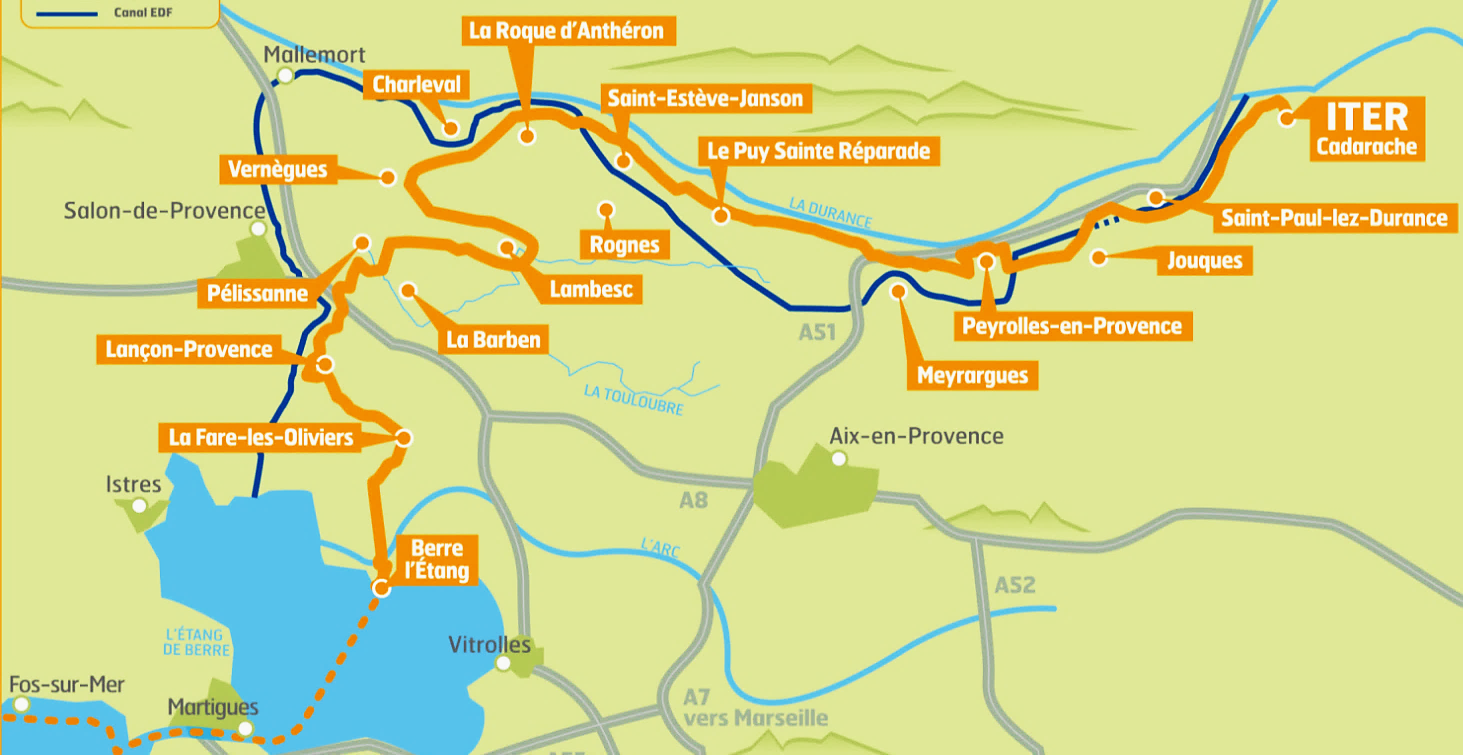 Canal EDF
La Roque d'Anthéron
Mallemort
Charleval
Saint-Estève-Janson
ITER
Cadarache
Le Puy Sainte Réparade
Vernègues
LA DURANCE
Salon-de-Provence
Saint-Paul-lez-Durance
Rognes
Jouques
Pélissanne
Lambesc
Peyrolles-en-Provence
A51
La Barben
Lançon-Provence
Meyrargues
LA TOULOUBRE
La Fare-les-Oliviers
Aix-en-Provence
Istres
A8
L'ARC
Berre
l'Étang
A52
L'ÉTANG
DE BERRE
Vitrolles
Fos-sur-Mer
Martigues
A7
vers Marseille